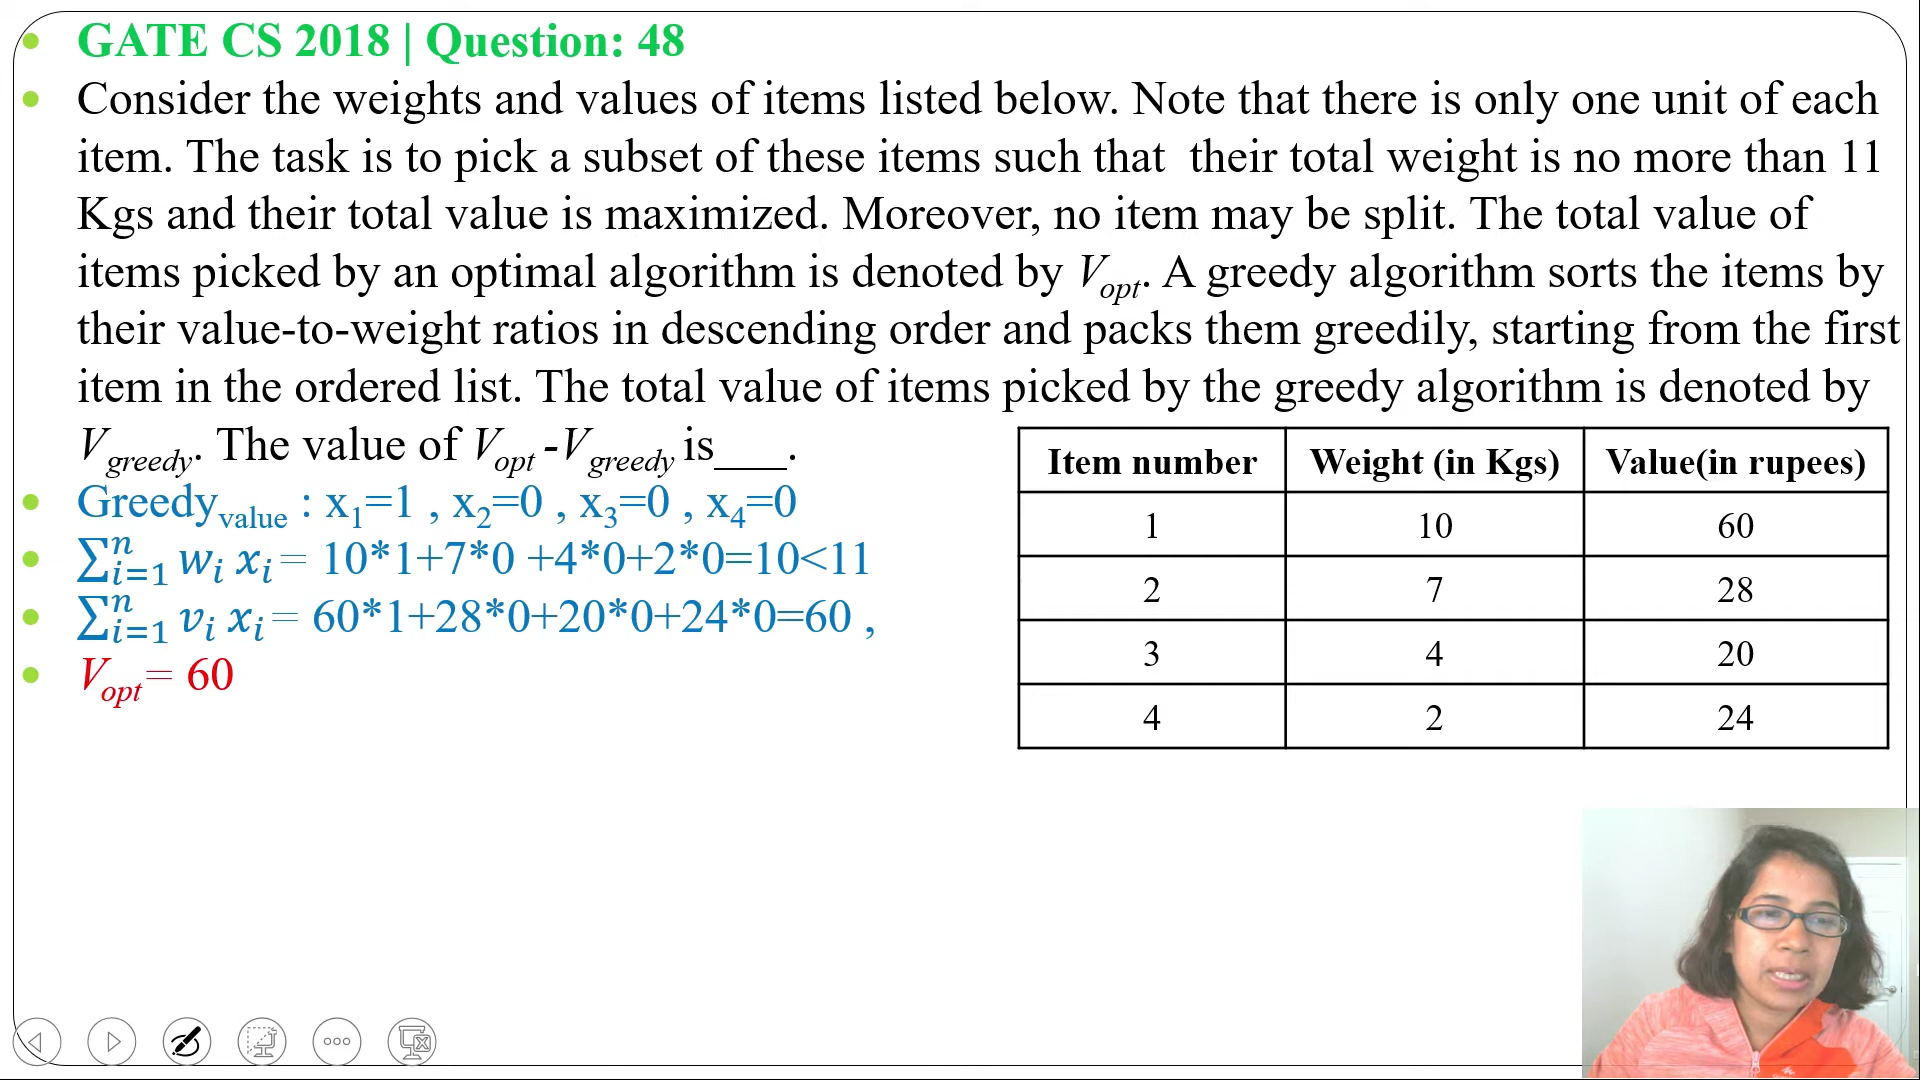 GATE CS 2018 | Question: 48
Consider the weights and values of items listed below. Note that there is only one unit of each
item. The task is to pick a subset of these items such that their total weight is no more than 11
Kgs and their total value is maximized. Moreover, no item may be split. The total value of
items picked by an optimal algorithm is denoted by Vopt. A greedy algorithm sorts the items by
their value-to-weight ratios in descending order and packs them greedily, starting from the first
item in the ordered list. The total value of items picked by the greedy algorithm is denoted by
Vgreedy. The value of Vopt -Vgreedy is___.
Greedyvalue : x1=1 , x2=0 , x3=0 , x4=0
∑ni=1 wi xi= 10*1+7*0 +4*0+2*0=10<11
∑ni=1 vi xi= 60*1+28*0+20*0+24*0=60 ,
Vopt= 60
Item number Weight (in Kgs) Value(in rupees)
1 10 60
2 7 28
3 4 20
4 2 24